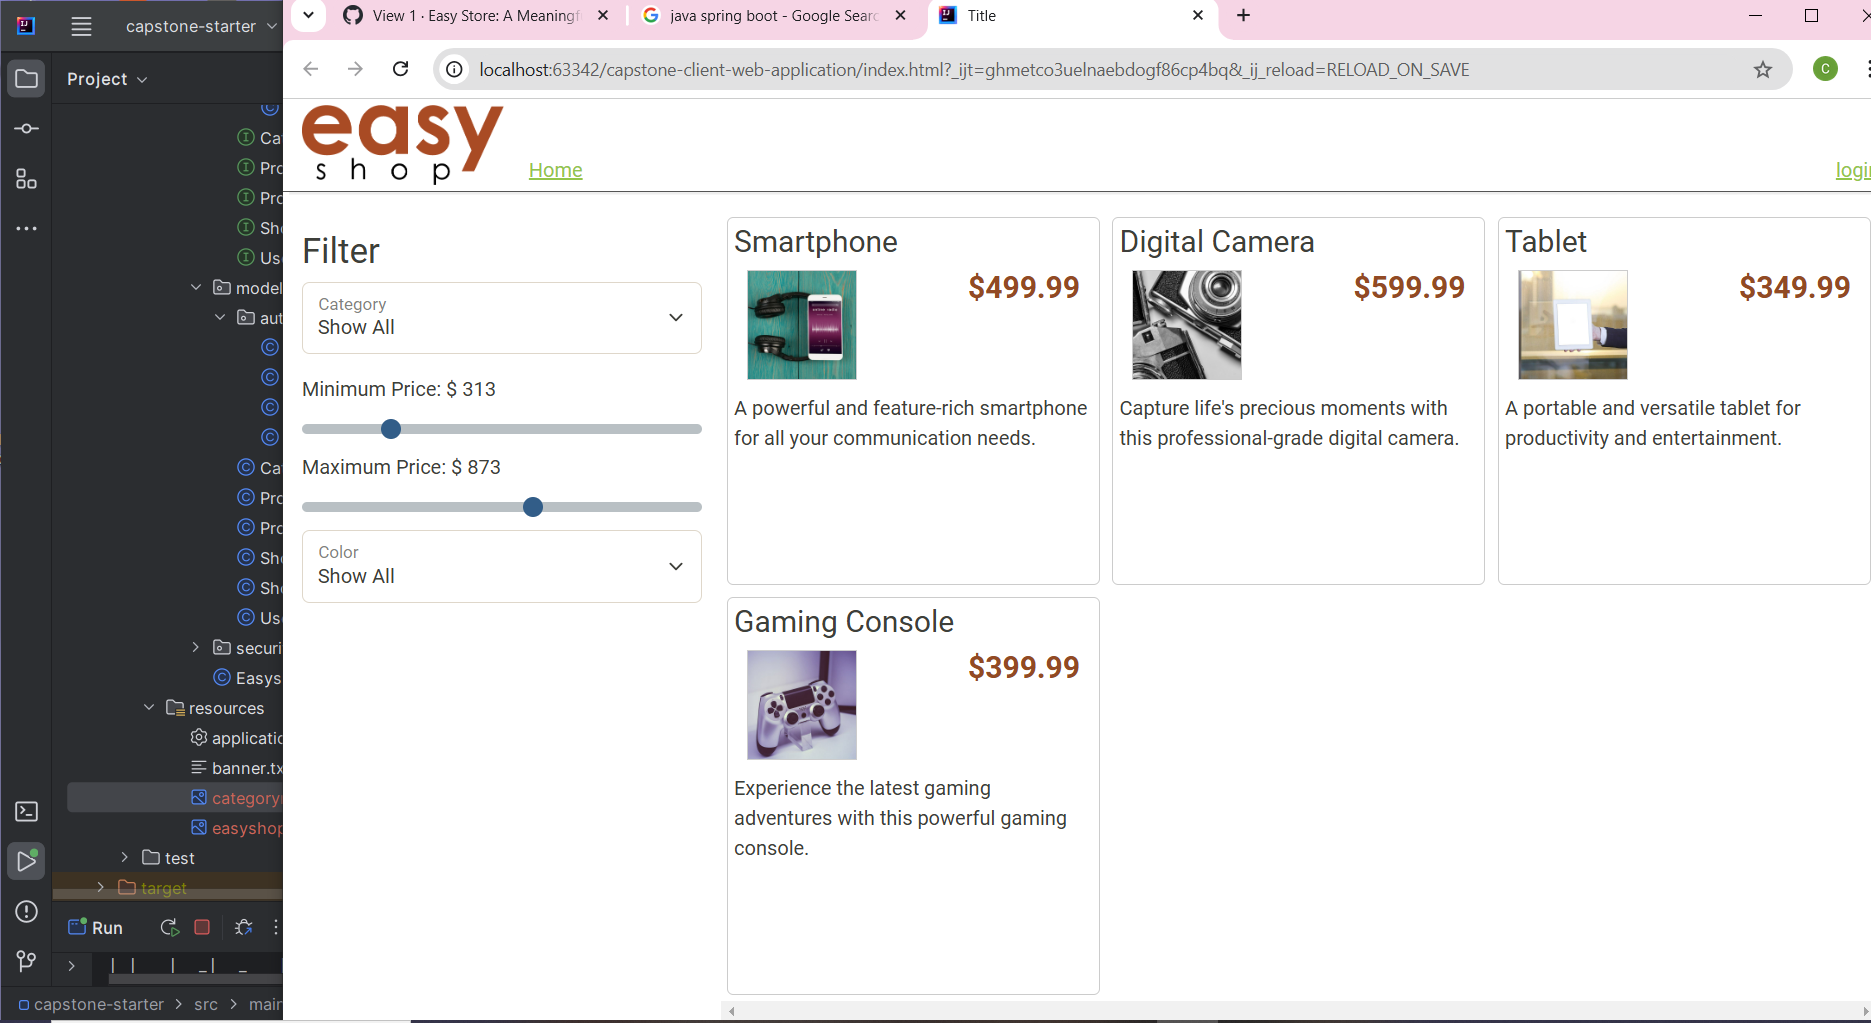 capstone-starter
View 1 · Easy Store: A Meaningf
java spring boot - Google Searc
Title
Project
localhost:63342/capstone-client-web-application/index.html?_ijt=ghmetco3uelnaebdogf86cp4bq&_ij_reload=RELOAD_ON_SAVE
C
easy
shop
Home
login
C
I Ca
I Pro
I Pro
I Sh
I Us
model
aut
C
C
C
C
C Ca
C Pro
C Pro
C Sh
C Sh
C Us
securi
C Easys
resources
applicatio
banner.tx
category
easyshop
test
target
Run
capstone-starter > src > main
Filter
Category
Show All
Minimum Price: $ 313
Maximum Price: $ 873
Color
Show All
Smartphone
$499.99
A powerful and feature-rich smartphone
for all your communication needs.
Digital Camera
$599.99
Capture life's precious moments with
this professional-grade digital camera.
Tablet
$349.99
A portable and versatile tablet for
productivity and entertainment.
Gaming Console
$399.99
Experience the latest gaming
adventures with this powerful gaming
console.